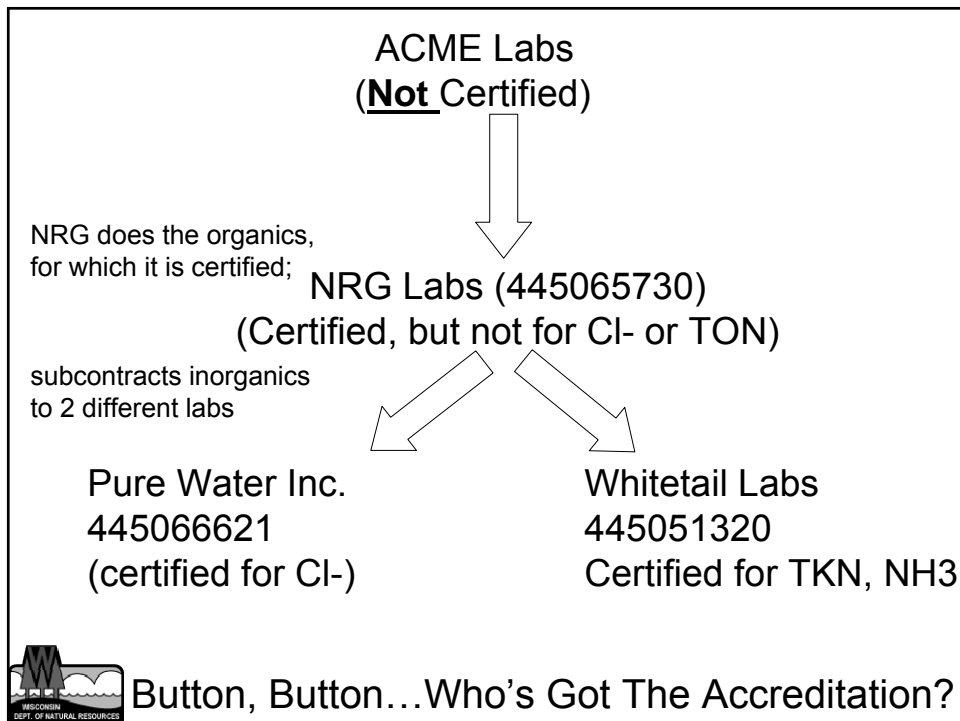 ACME Labs
(Not Certified)
NRG does the organics,
for which it is certified;
NRG Labs (445065730)
(Certified, but not for Cl- or TON)
subcontracts inorganics
to 2 different labs
Pure Water Inc.
445066621
(certified for Cl-)
Whitetail Labs
445051320
Certified for TKN, NH3
WISCONSIN
DEPT. OF NATURAL RESOURCES
Button, Button…Who's Got The Accreditation?